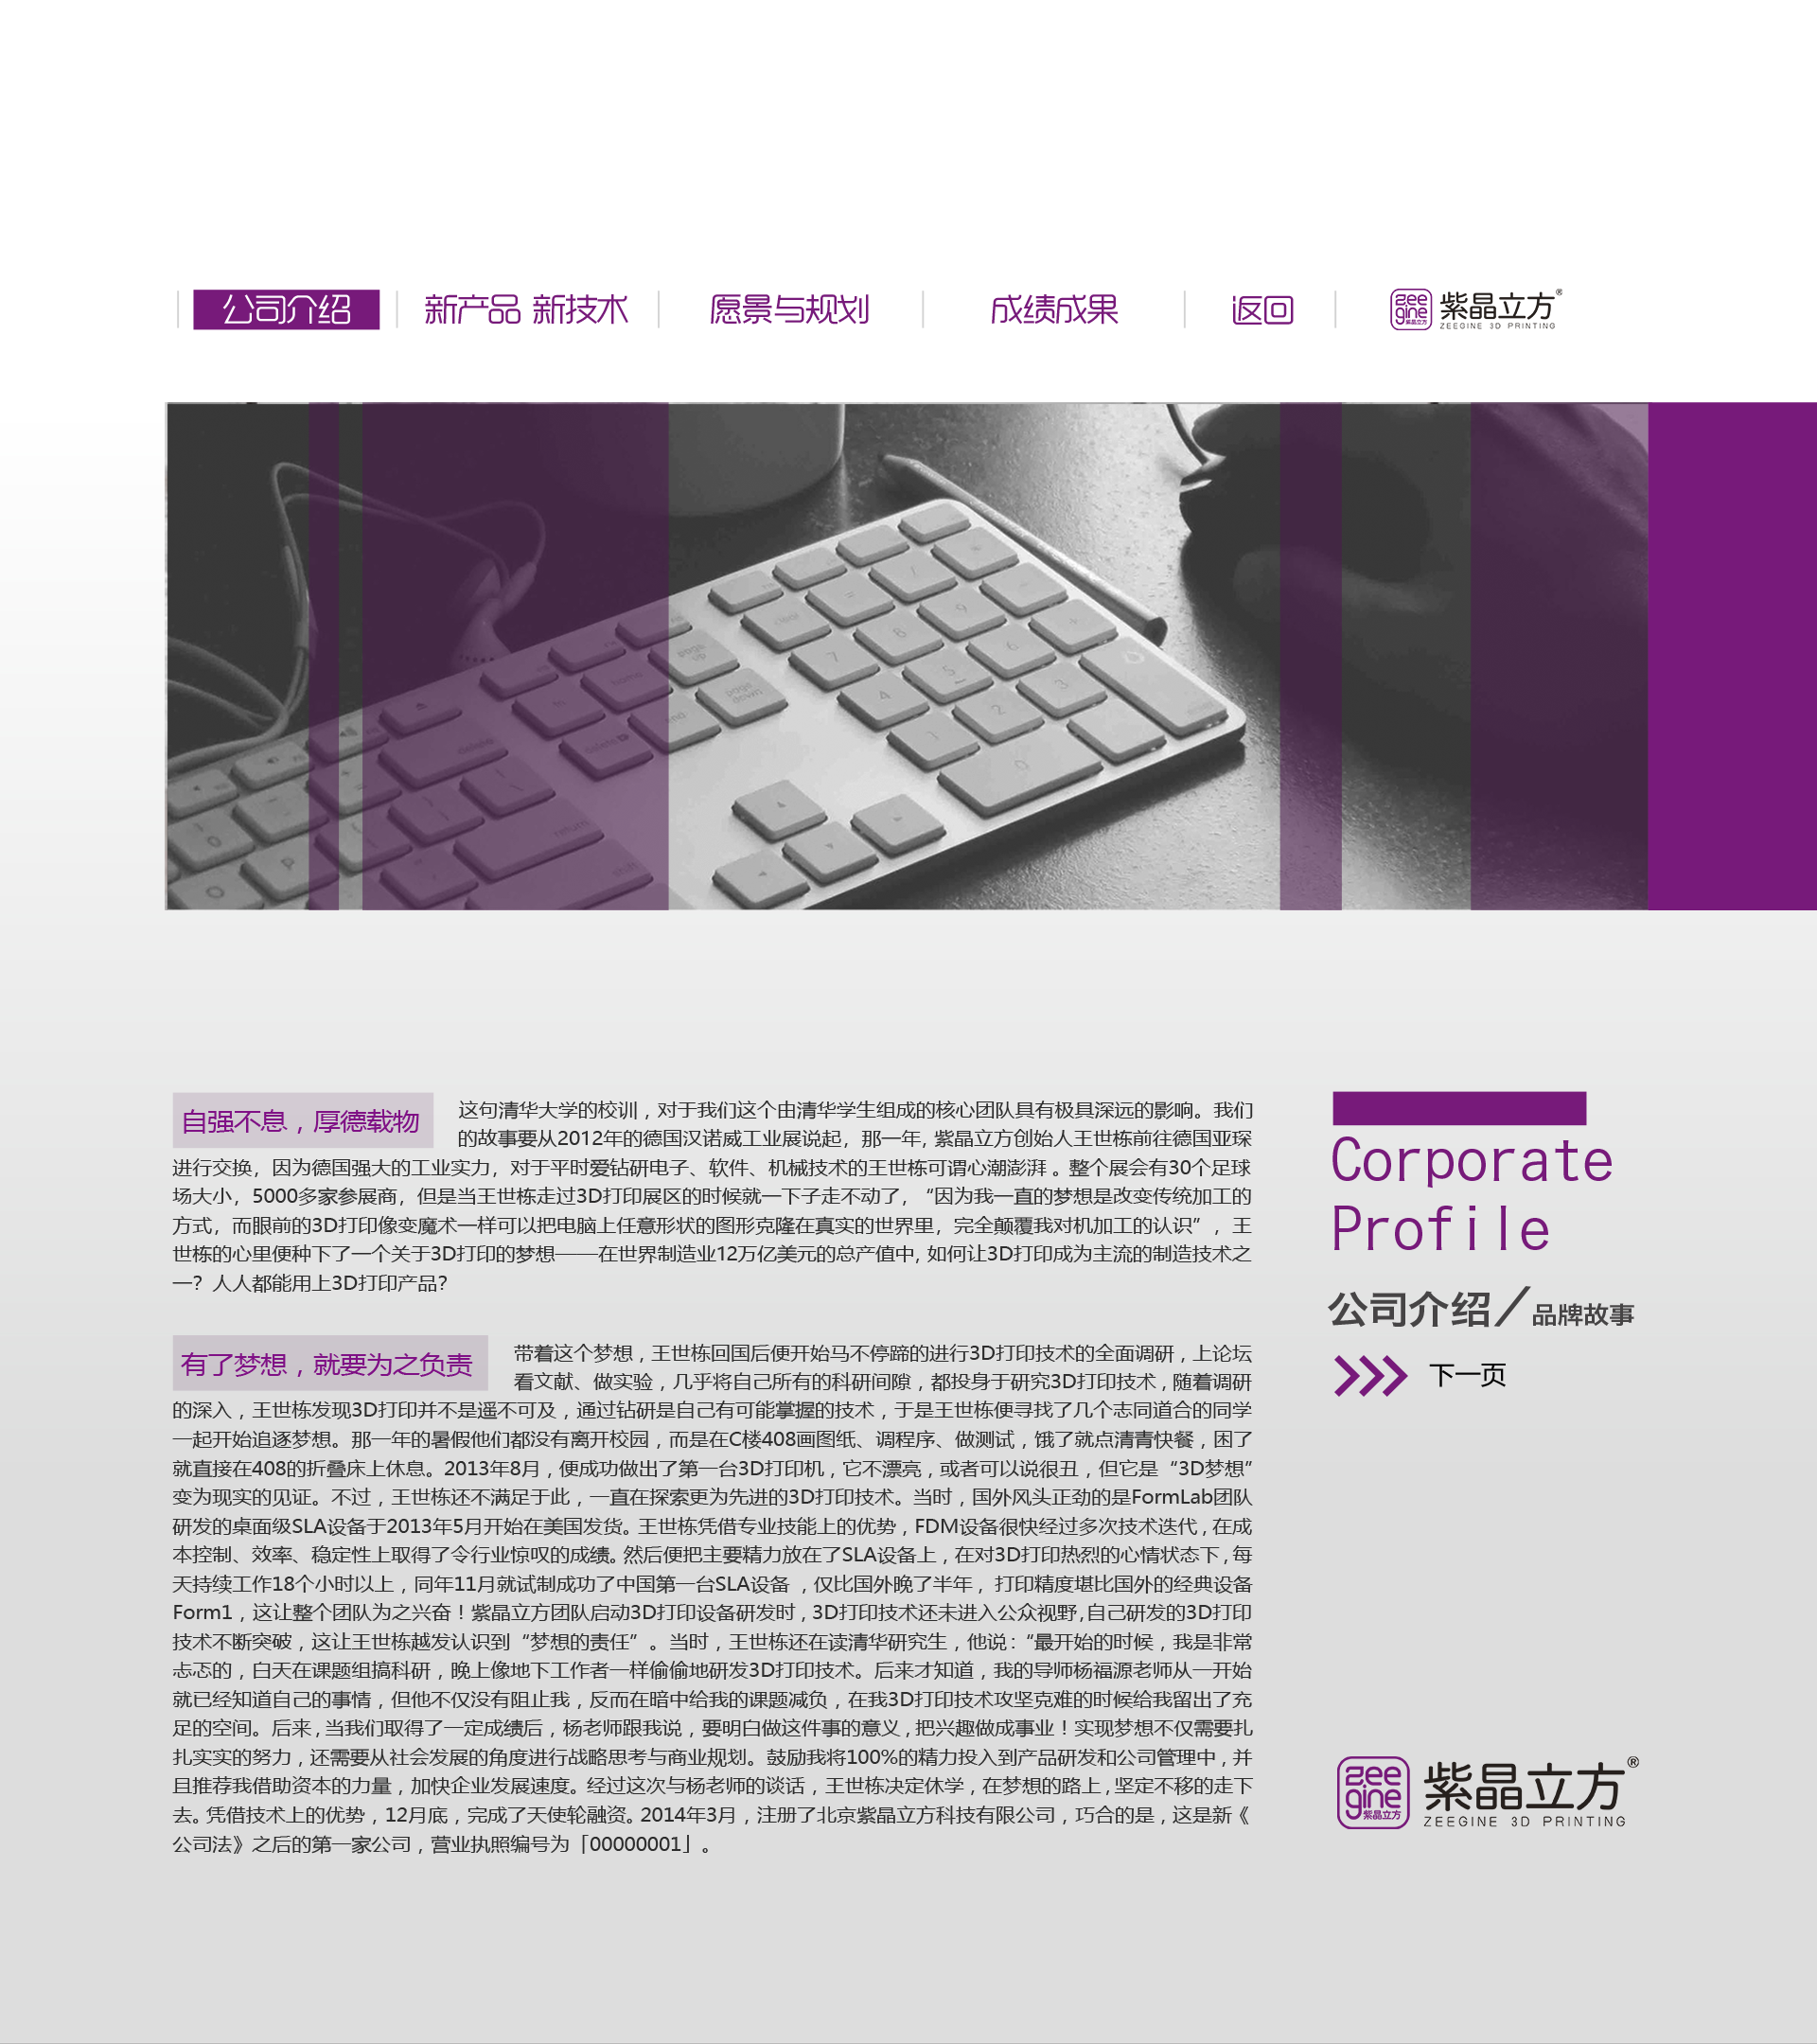 公司介绍
新产品 新技术
愿景与规划
成绩成果
返回
zee
gine
紫晶立方
紫晶立方®
ZEEGINE 3D PRINTING
自强不息，厚德载物
这句清华大学的校训，对于我们这个由清华学生组成的核心团队具有极具深远的影响。我们
的故事要从2012年的德国汉诺威工业展说起，那一年，紫晶立方创始人王世栋前往德国亚琛
进行交换，因为德国强大的工业实力，对于平时爱钻研电子、软件、机械技术的王世栋可谓心潮澎湃 。整个展会有30个足球
场大小，5000多家参展商，但是当王世栋走过3D打印展区的时候就一下子走不动了，“因为我一直的梦想是改变传统加工的
方式，而眼前的3D打印像变魔术一样可以把电脑上任意形状的图形克隆在真实的世界里，完全颠覆我对机加工的认识”，王
世栋的心里便种下了一个关于3D打印的梦想——在世界制造业12万亿美元的总产值中，如何让3D打印成为主流的制造技术之
一？人人都能用上3D打印产品？
有了梦想，就要为之负责
带着这个梦想，王世栋回国后便开始马不停蹄的进行3D打印技术的全面调研，上论坛
看文献、做实验，几乎将自己所有的科研间隙，都投身于研究3D打印技术，随着调研
的深入，王世栋发现3D打印并不是遥不可及，通过钻研是自己有可能掌握的技术，于是王世栋便寻找了几个志同道合的同学
一起开始追逐梦想。那一年的暑假他们都没有离开校园，而是在C楼408画图纸、调程序、做测试，饿了就点清青快餐，困了
就直接在408的折叠床上休息。2013年8月，便成功做出了第一台3D打印机，它不漂亮，或者可以说很丑，但它是“3D梦想”
变为现实的见证。不过，王世栋还不满足于此，一直在探索更为先进的3D打印技术。当时，国外风头正劲的是FormLab团队
研发的桌面级SLA设备于2013年5月开始在美国发货。王世栋凭借专业技能上的优势，FDM设备很快经过多次技术迭代，在成
本控制、效率、稳定性上取得了令行业惊叹的成绩。然后便把主要精力放在了SLA设备上，在对3D打印热烈的心情状态下，每
天持续工作18个小时以上，同年11月就试制成功了中国第一台SLA设备 ，仅比国外晚了半年，打印精度堪比国外的经典设备
Form1，这让整个团队为之兴奋！紫晶立方团队启动3D打印设备研发时，3D打印技术还未进入公众视野，自己研发的3D打印
技术不断突破，这让王世栋越发认识到“梦想的责任”。当时，王世栋还在读清华研究生，他说：“最开始的时候，我是非常
忐忑的，白天在课题组搞科研，晚上像地下工作者一样偷偷地研发3D打印技术。后来才知道，我的导师杨福源老师从一开始
就已经知道自己的事情，但他不仅没有阻止我，反而在暗中给我的课题减负，在我3D打印技术攻坚克难的时候给我留出了充
足的空间。后来，当我们取得了一定成绩后，杨老师跟我说，要明白做这件事的意义，把兴趣做成事业！实现梦想不仅需要扎
扎实实的努力，还需要从社会发展的角度进行战略思考与商业规划。鼓励我将100%的精力投入到产品研发和公司管理中，并
且推荐我借助资本的力量，加快企业发展速度。经过这次与杨老师的谈话，王世栋决定休学，在梦想的路上，坚定不移的走下
去。凭借技术上的优势，12月底，完成了天使轮融资。2014年3月，注册了北京紫晶立方科技有限公司，巧合的是，这是新《
公司法》之后的第一家公司，营业执照编号为「00000001」。
Corporate
Profile
公司介绍／品牌故事
下一页
zee
gine
紫晶立方
紫晶立方®
ZEEGINE 3D PRINTING